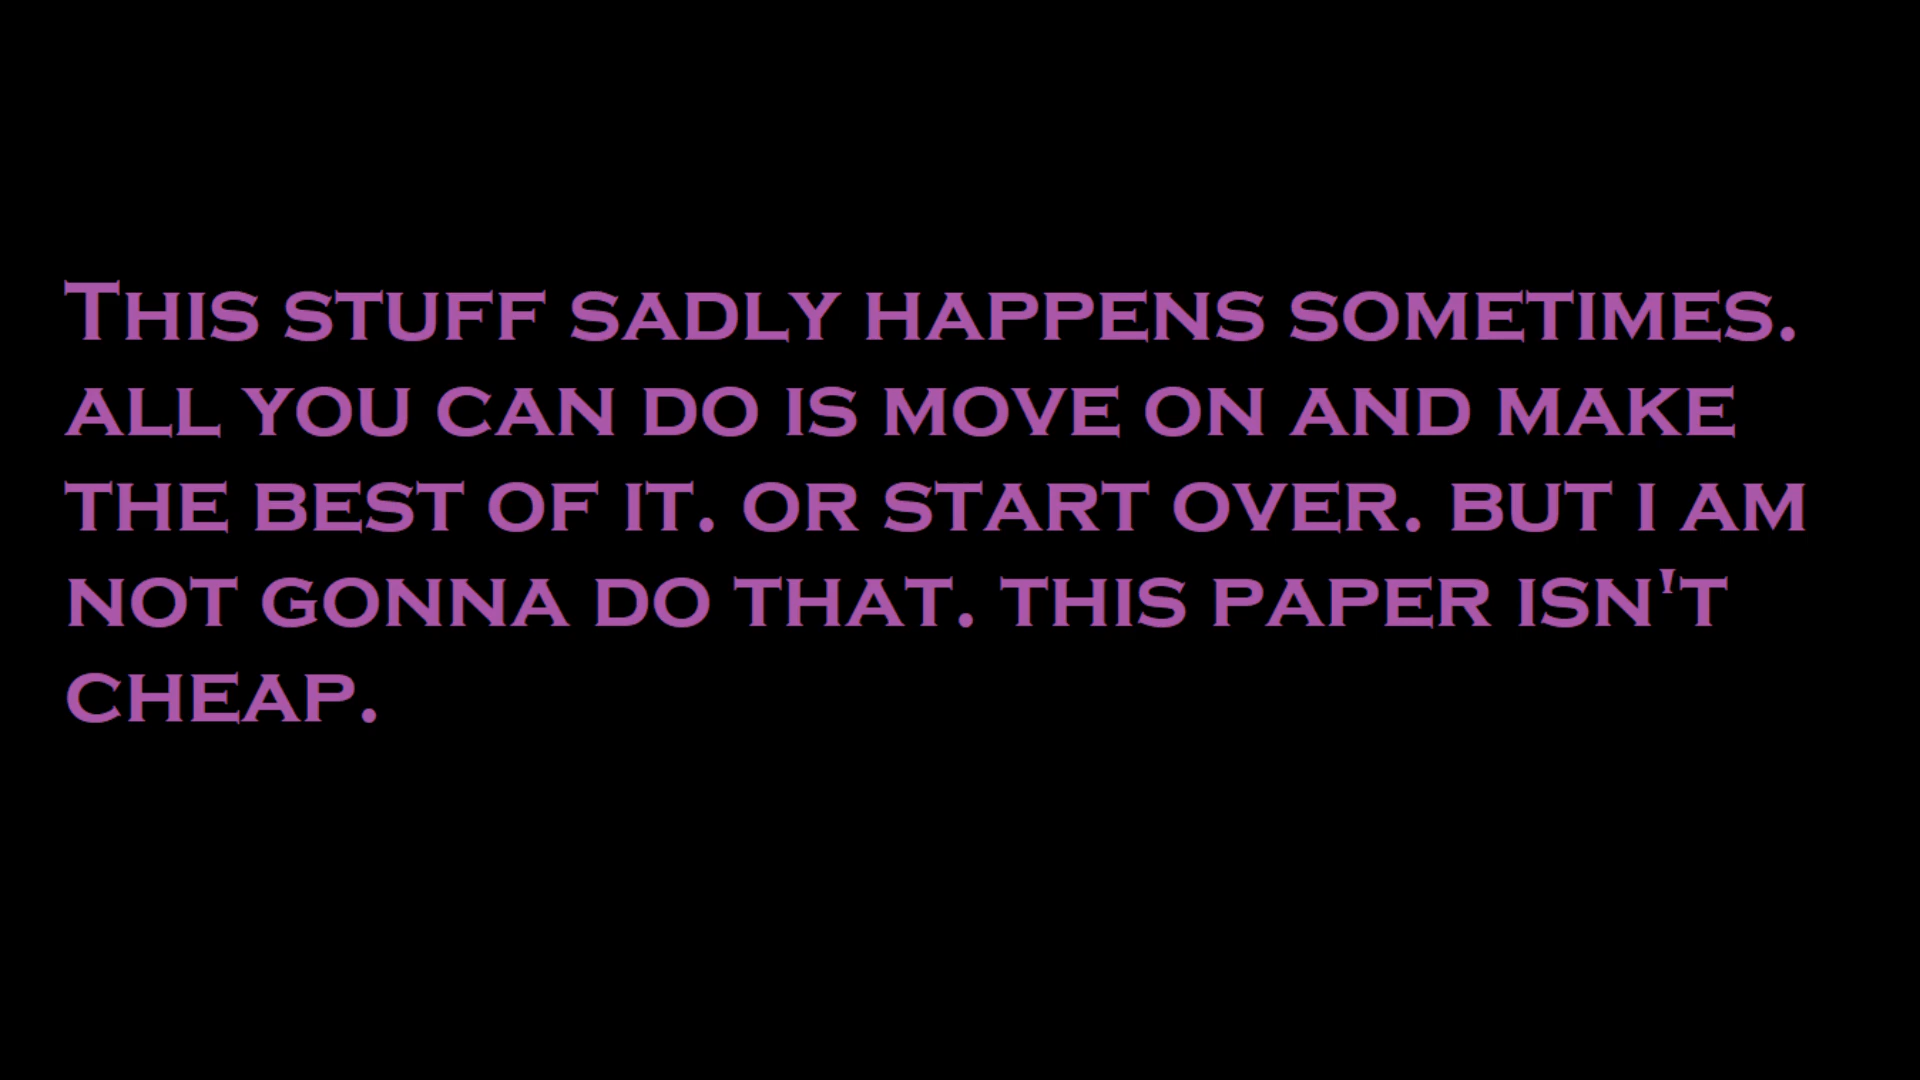 This stuff sadly happens sometimes.
all you can do is move on and make
the best of it. or start over. but i am
not gonna do that. this paper isn't
cheap.